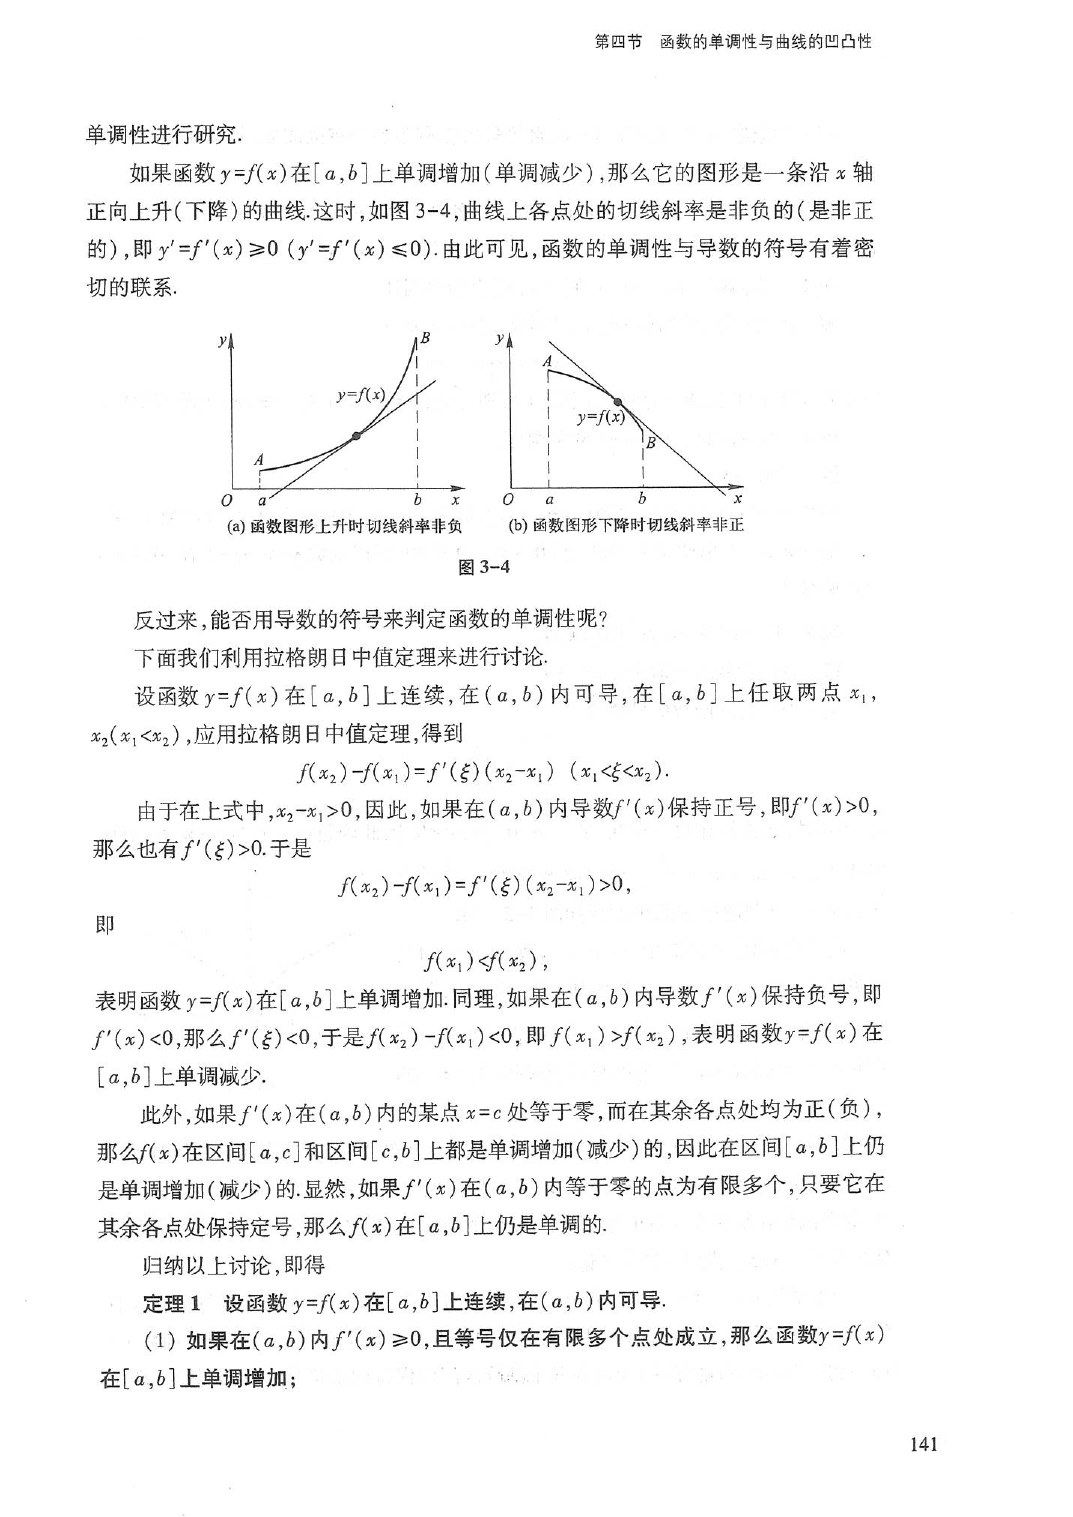 第四节 函数的单调性与曲线的凹凸性
单调性进行研究.
如果函数 y=f(x)在[a,b]上单调增加(单调减少),那么它的图形是一条沿 x 轴
正向上升(下降)的曲线.这时,如图 3-4,曲线上各点处的切线斜率是非负的(是非正
的),即 y′=f′(x)≥0 (y′=f′(x)≤0).由此可见,函数的单调性与导数的符号有着密
切的联系.
y
B
y=f(x)
A
O a b x
(a) 函数图形上升时切线斜率非负
y
A
y=f(x)
B
O a b x
(b) 函数图形下降时切线斜率非正
图 3-4
反过来,能否用导数的符号来判定函数的单调性呢?
下面我们利用拉格朗日中值定理来进行讨论.
设函数 y=f(x)在[a,b]上连续,在(a,b)内可导,在[a,b]上任取两点 x₁,
x₂(x₁<x₂),应用拉格朗日中值定理,得到
f(x₂)-f(x₁)=f′(ξ)(x₂-x₁) (x₁<ξ<x₂).
由于在上式中,x₂-x₁>0,因此,如果在(a,b)内导数f′(x)保持正号,即f′(x)>0,
那么也有f′(ξ)>0.于是
f(x₂)-f(x₁)=f′(ξ)(x₂-x₁)>0,
即
f(x₁)<f(x₂),
表明函数 y=f(x)在[a,b]上单调增加.同理,如果在(a,b)内导数f′(x)保持负号,即
f′(x)<0,那么f′(ξ)<0,于是f(x₂)-f(x₁)<0,即 f(x₁)>f(x₂),表明函数y=f(x)在
[a,b]上单调减少.
此外,如果f′(x)在(a,b)内的某点 x=c 处等于零,而在其余各点处均为正(负),
那么f(x)在区间[a,c]和区间[c,b]上都是单调增加(减少)的,因此在区间[a,b]上仍
是单调增加(减少)的.显然,如果f′(x)在(a,b)内等于零的点为有限多个,只要它在
其余各点处保持定号,那么f(x)在[a,b]上仍是单调的.
归纳以上讨论,即得
定理 1 设函数 y=f(x)在[a,b]上连续,在(a,b)内可导.
(1) 如果在(a,b)内f′(x)≥0,且等号仅在有限多个点处成立,那么函数y=f(x)
在[a,b]上单调增加;
141